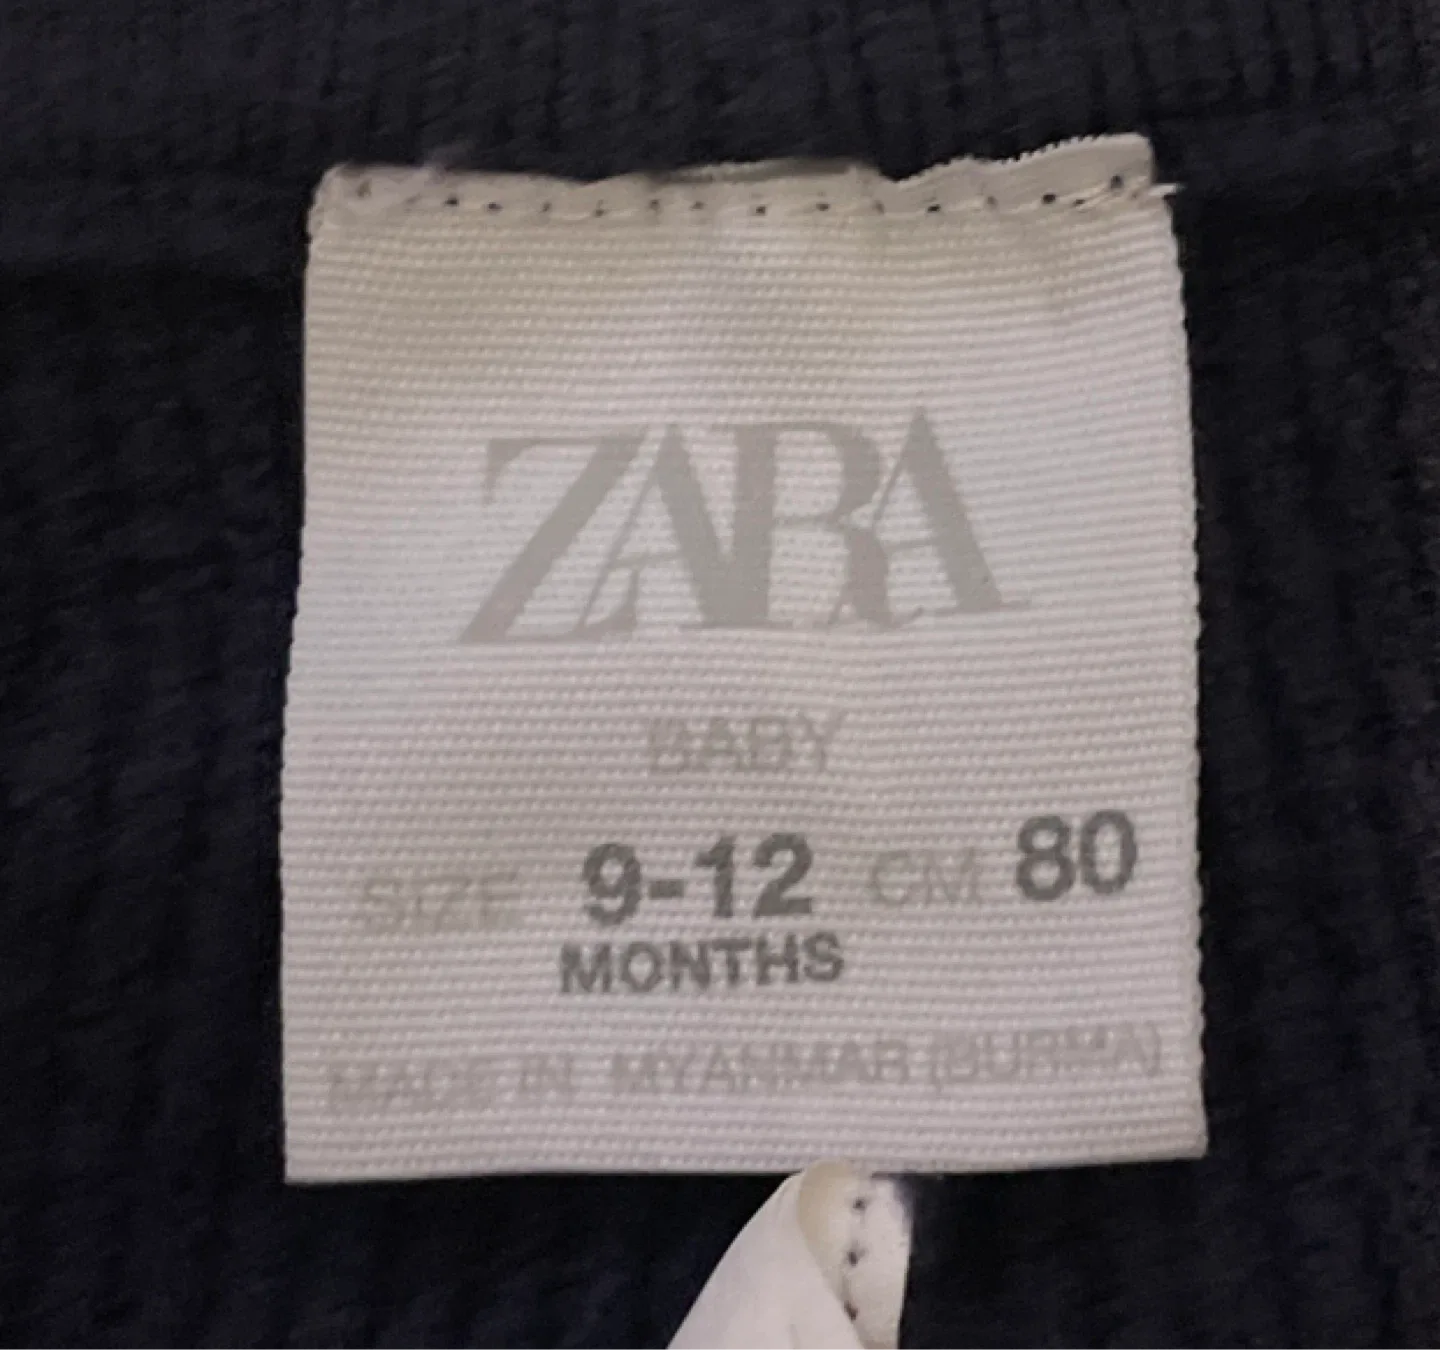 ZARA
BABY
SIZE 9-12 CM 80
MONTHS
MADE IN MYANMAR (BURMA)